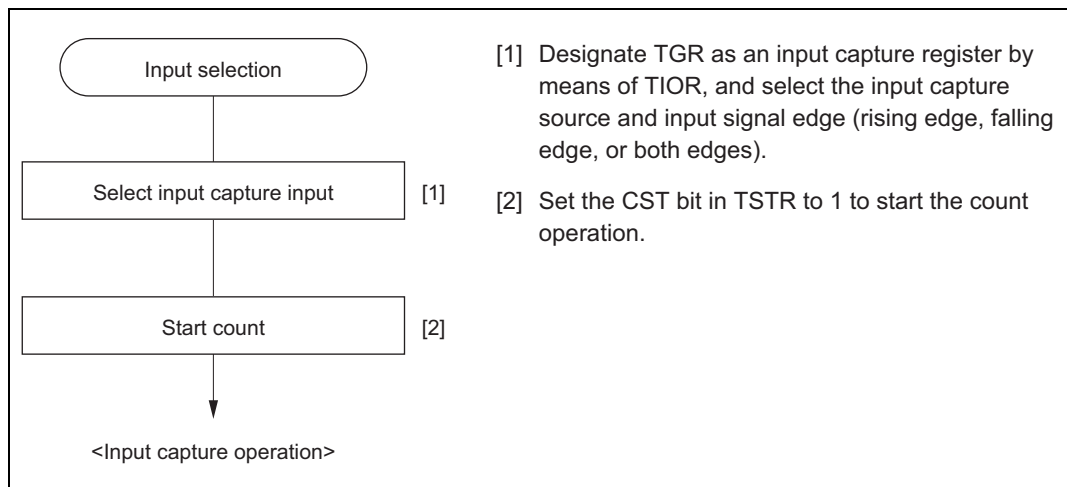 Input selection
Select input capture input
[1]
Start count
[2]
<Input capture operation>
[1] Designate TGR as an input capture register by
means of TIOR, and select the input capture
source and input signal edge (rising edge, falling
edge, or both edges).
[2] Set the CST bit in TSTR to 1 to start the count
operation.